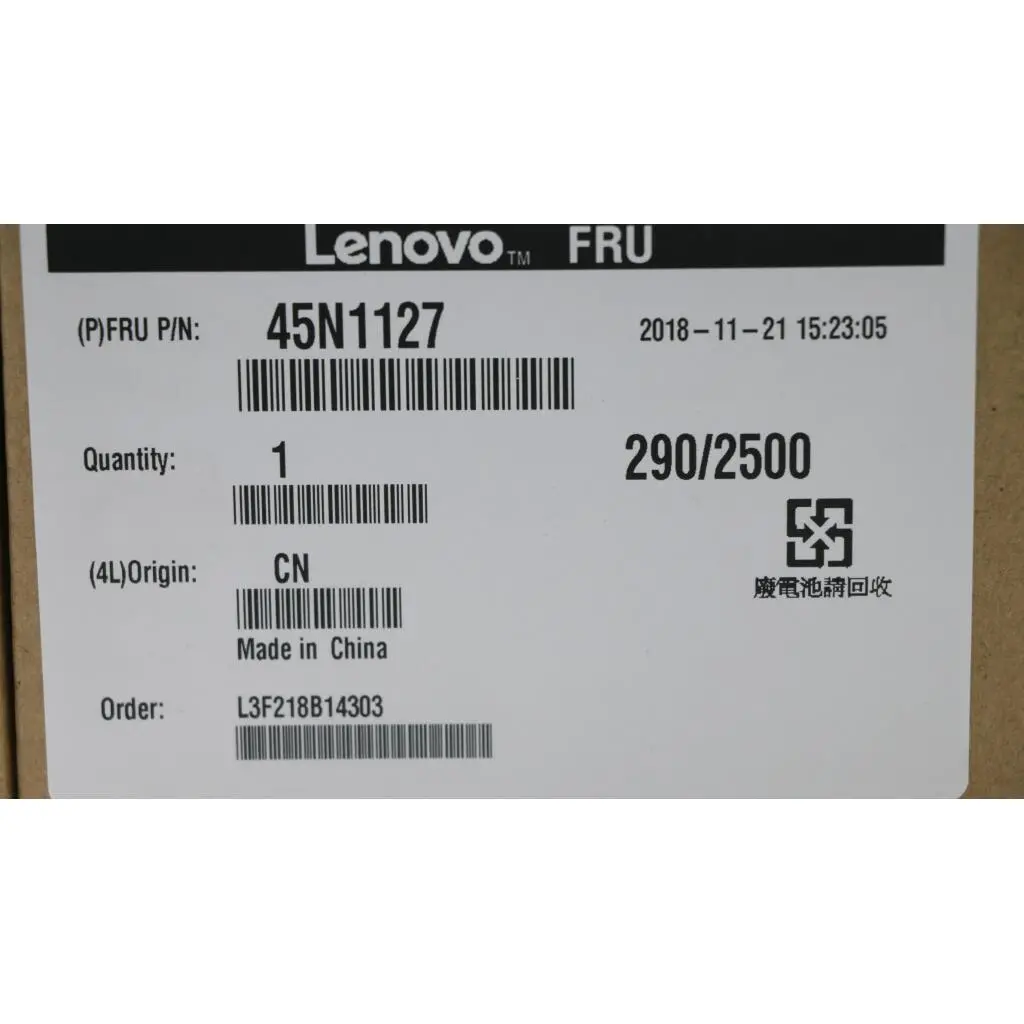 Lenovo™ FRU
(P)FRU P/N: 45N1127 2018-11-21 15:23:05
Quantity: 1 290/2500
廢電池請回收
(4L)Origin: CN
Made in China
Order: L3F218B14303